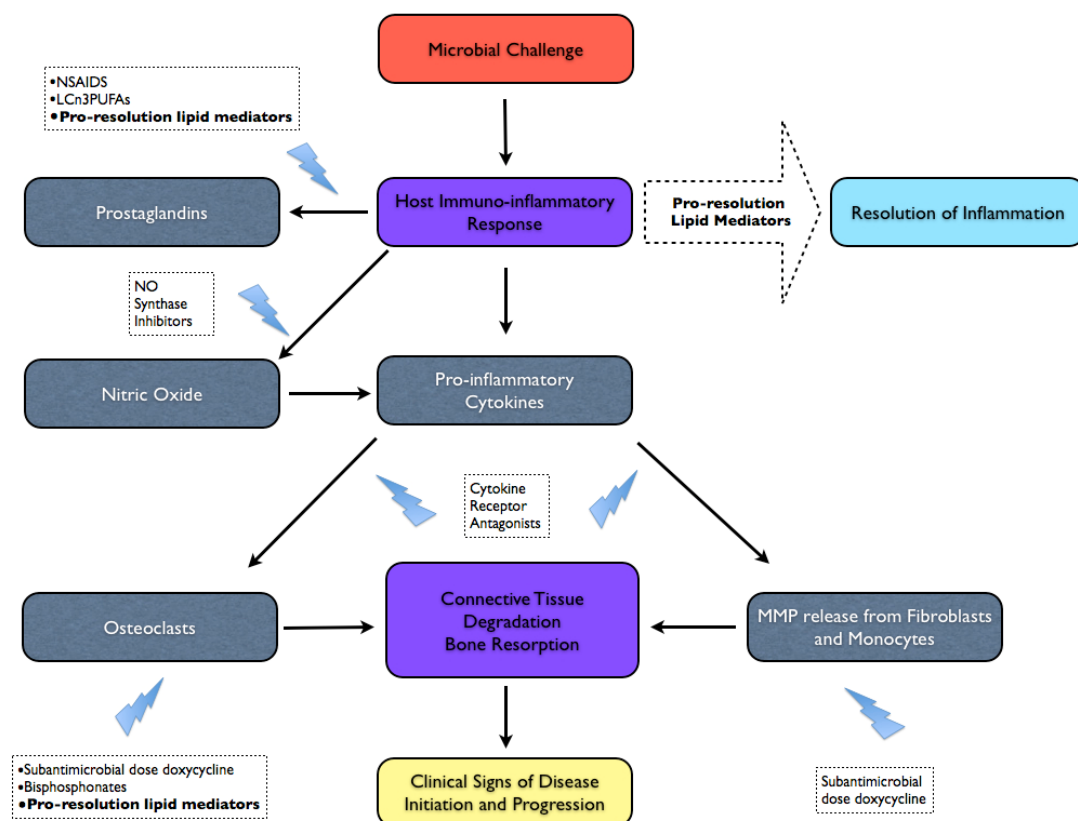 Microbial Challenge
•NSAIDS
•LCn3PUFAs
•Pro-resolution lipid mediators
Prostaglandins
Host Immuno-inflammatory
Response
Pro-resolution
Lipid Mediators
Resolution of Inflammation
NO
Synthase
Inhibitors
Nitric Oxide
Pro-inflammatory
Cytokines
Cytokine
Receptor
Antagonists
Osteoclasts
Connective Tissue
Degradation
Bone Resorption
MMP release from Fibroblasts
and Monocytes
•Subantimicrobial dose doxycycline
•Bisphosphonates
•Pro-resolution lipid mediators
Clinical Signs of Disease
Initiation and Progression
Subantimicrobial
dose doxycycline